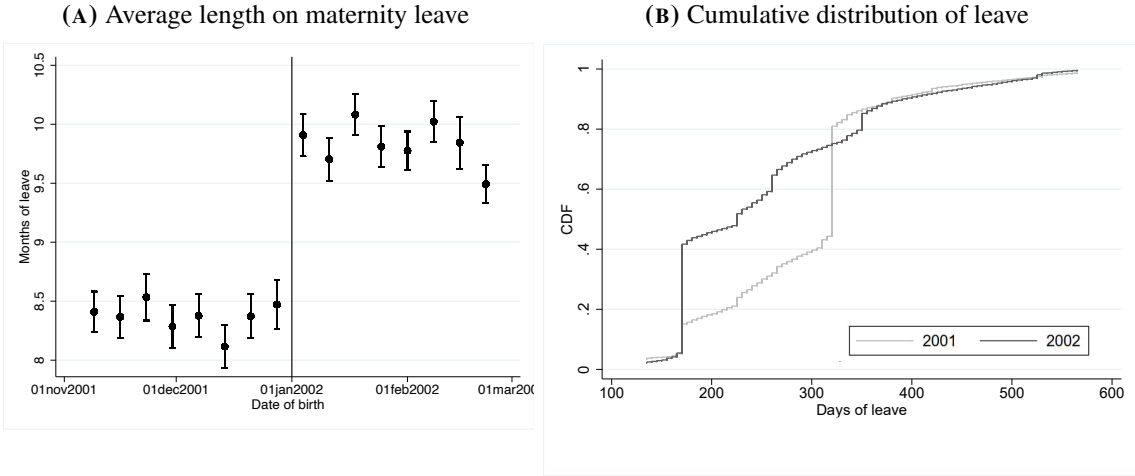 (A) Average length on maternity leave
10.5
10
9.5
9
8.5
8
Months of leave
01nov2001 01dec2001 01jan2002 01feb2002 01mar20
Date of birth
(B) Cumulative distribution of leave
1
.8
.6
.4
.2
0
CDF
2001 2002
100 200 300 400 500 600
Days of leave